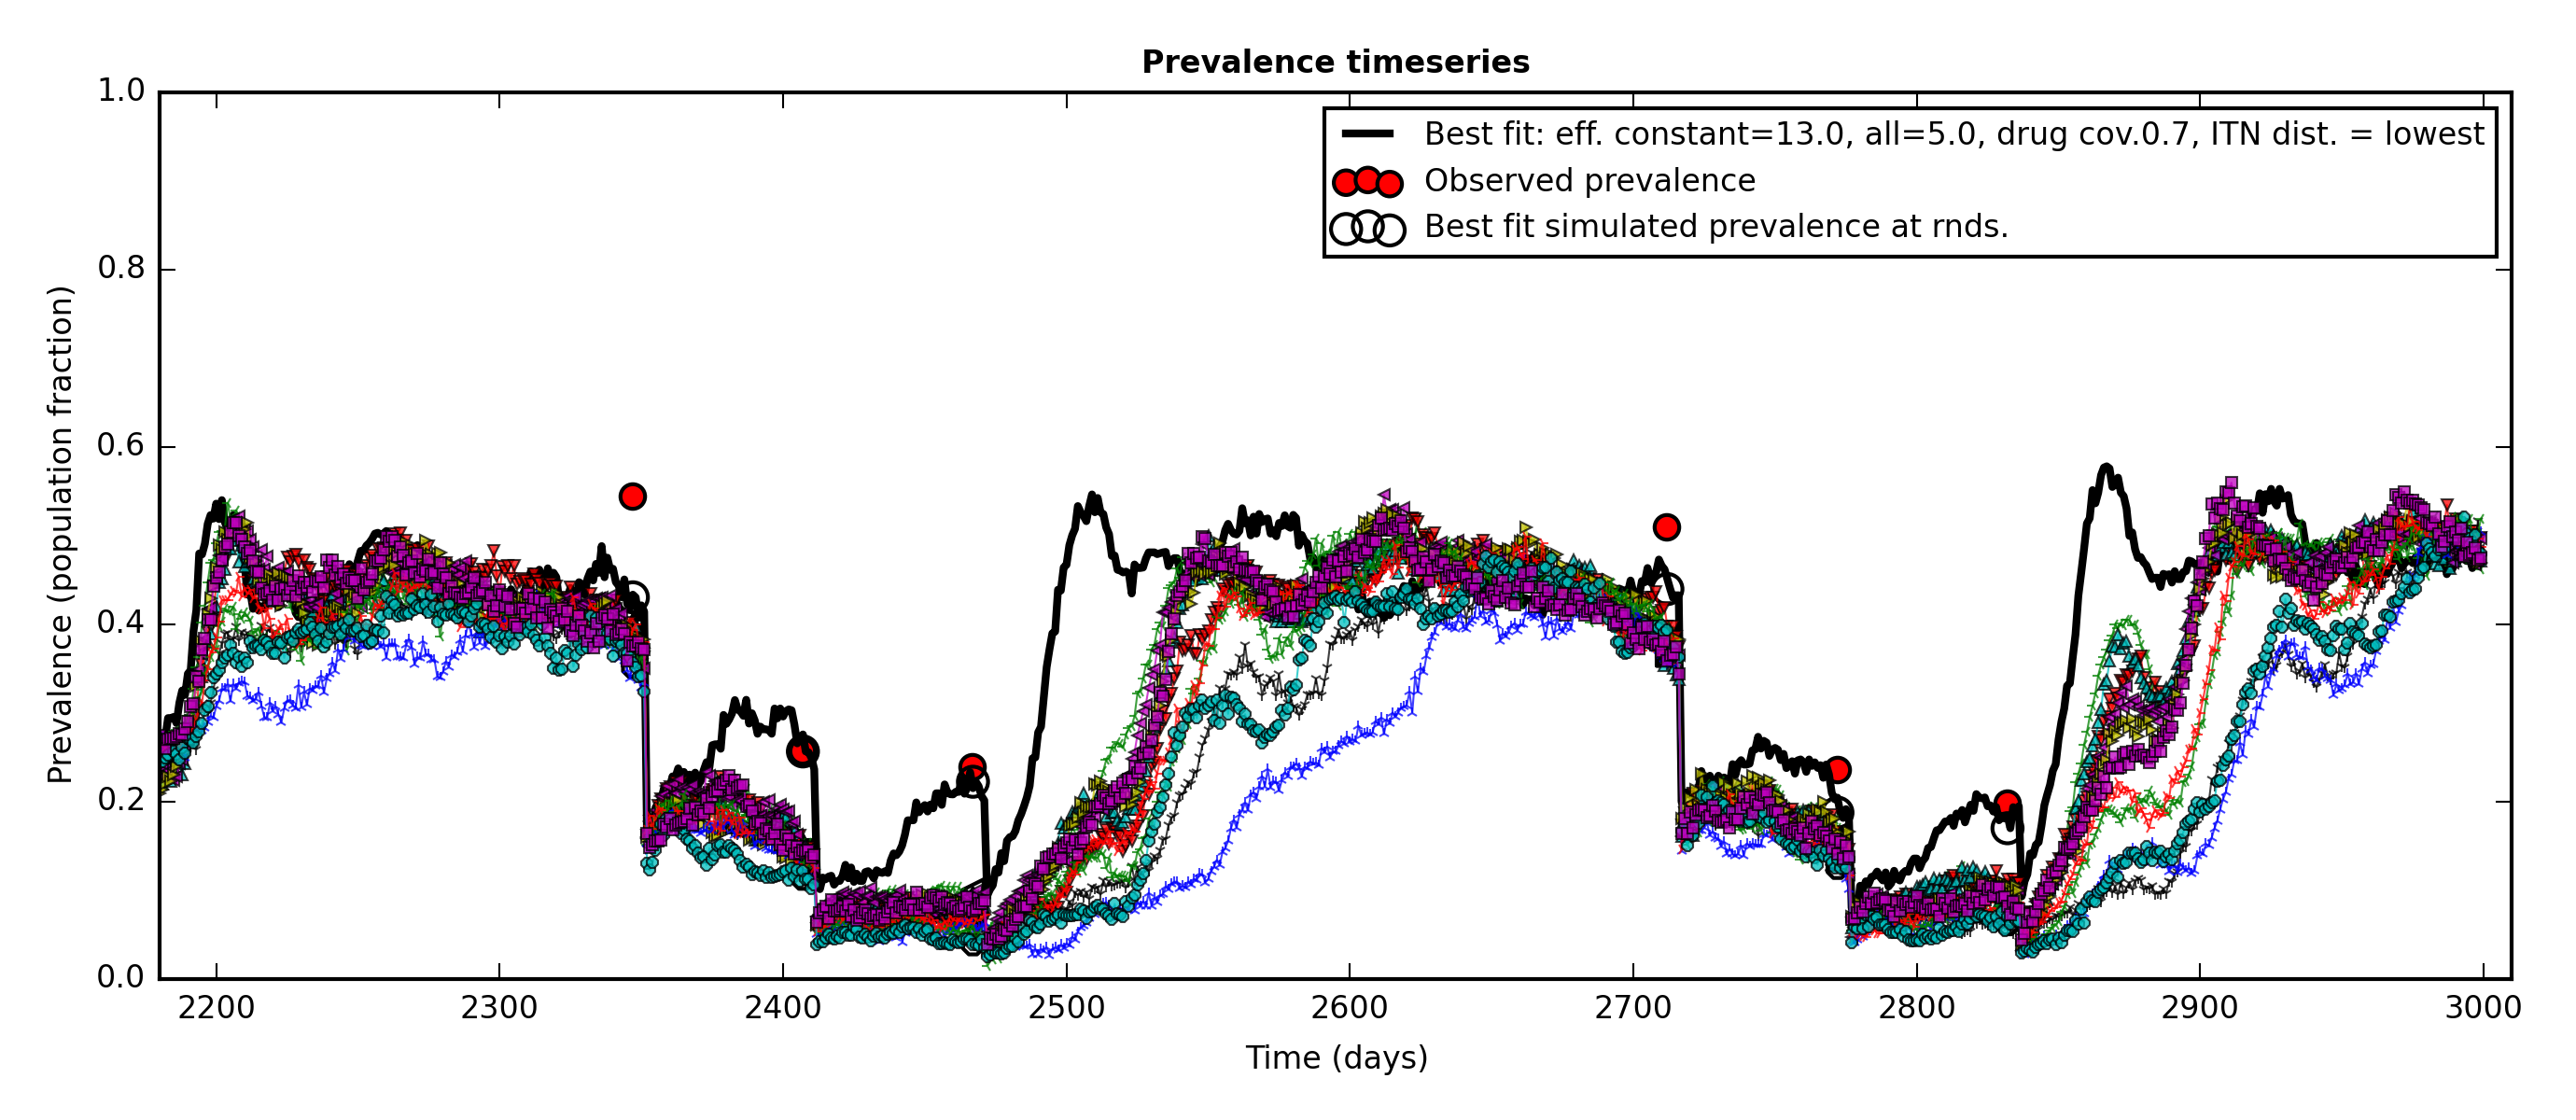 Prevalence timeseries
1.0
0.8
0.6
0.4
0.2
0.0
Prevalence (population fraction)
Best fit: eff. constant=13.0, all=5.0, drug cov.0.7, ITN dist. = lowest
Observed prevalence
Best fit simulated prevalence at rnds.
2200 2300 2400 2500 2600 2700 2800 2900 3000
Time (days)